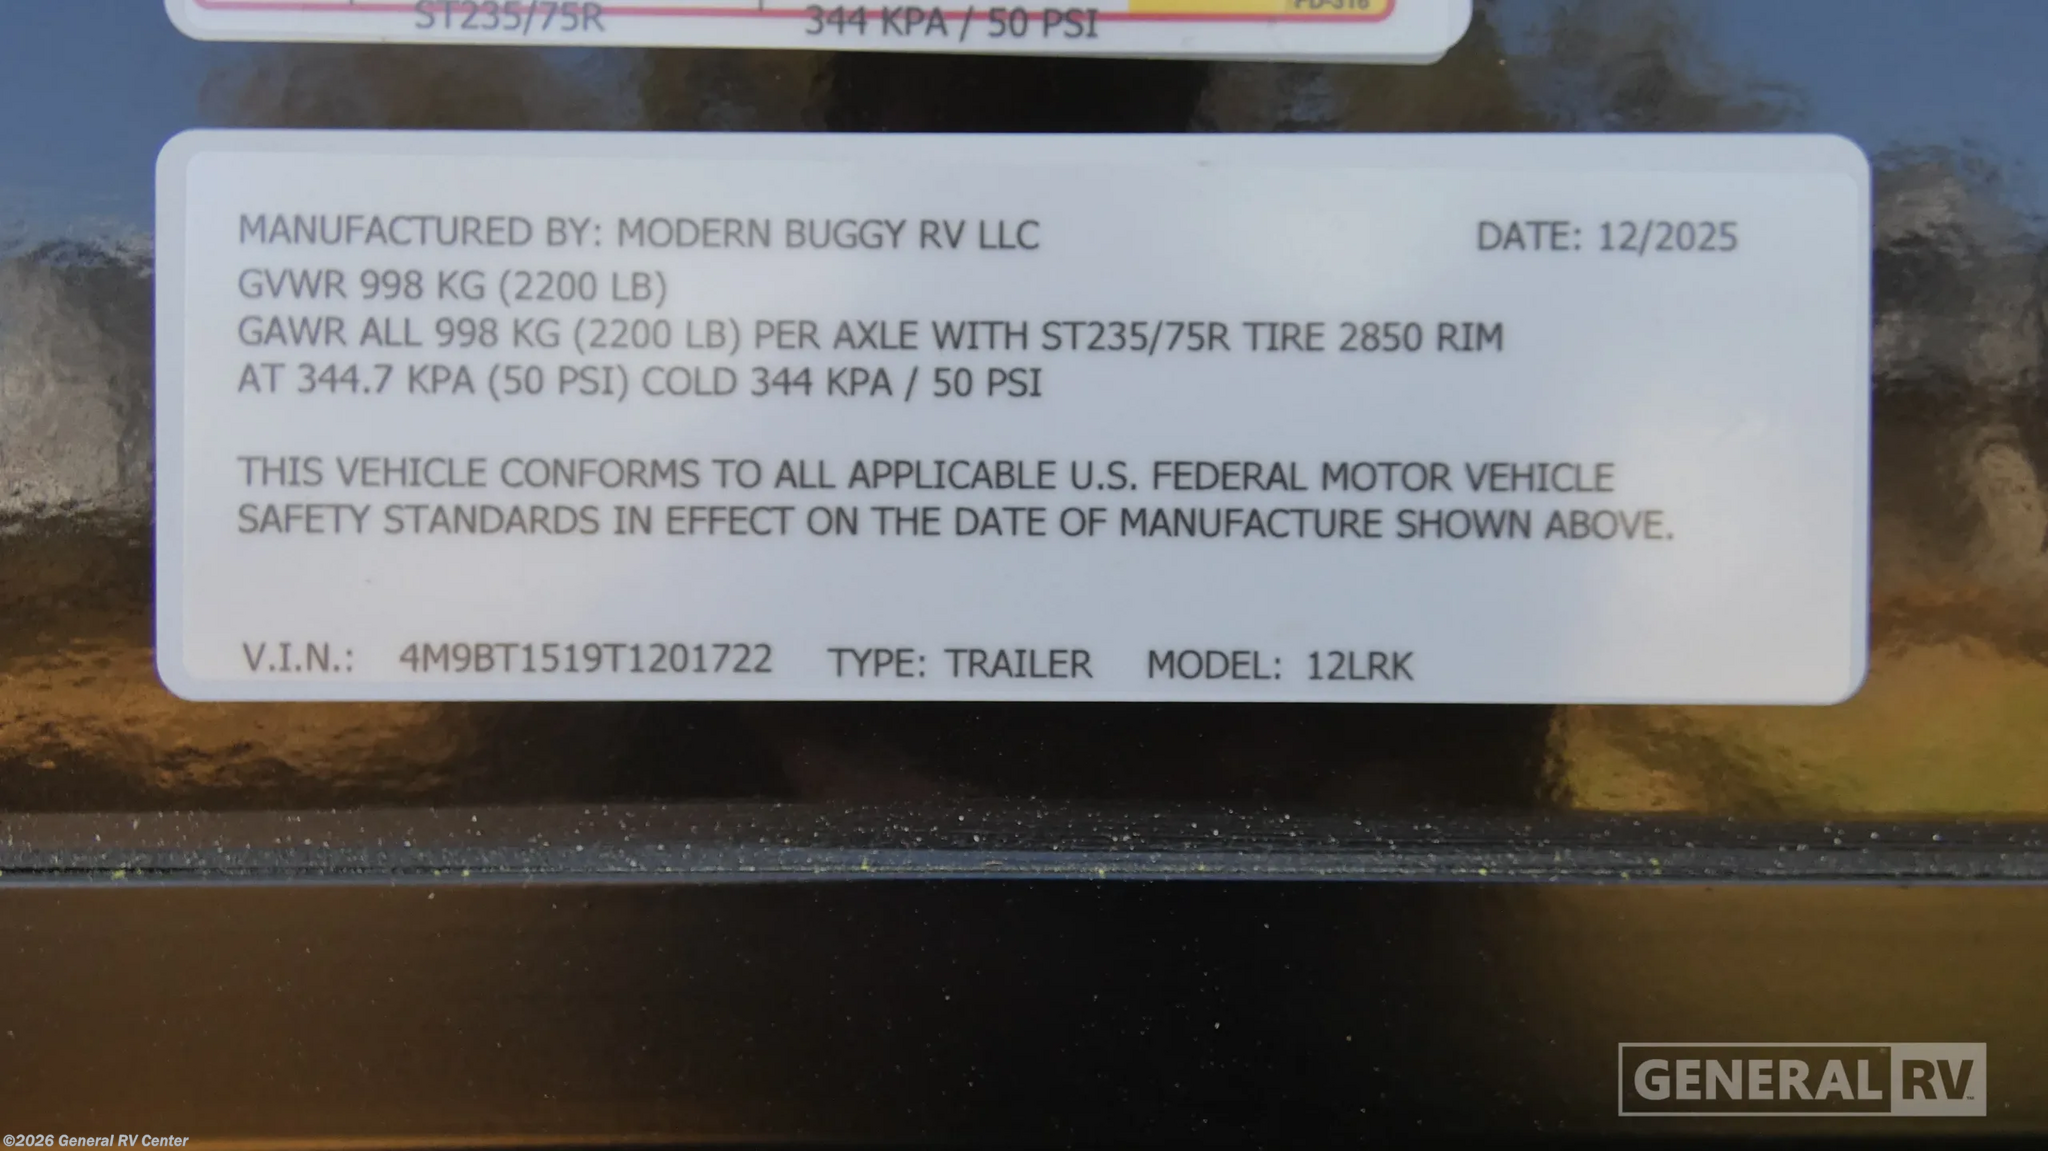 ST235/75R 344 KPA / 50 PSI PD-316
MANUFACTURED BY: MODERN BUGGY RV LLC DATE: 12/2025
GVWR 998 KG (2200 LB)
GAWR ALL 998 KG (2200 LB) PER AXLE WITH ST235/75R TIRE 2850 RIM
AT 344.7 KPA (50 PSI) COLD 344 KPA / 50 PSI
THIS VEHICLE CONFORMS TO ALL APPLICABLE U.S. FEDERAL MOTOR VEHICLE
SAFETY STANDARDS IN EFFECT ON THE DATE OF MANUFACTURE SHOWN ABOVE.
V.I.N.: 4M9BT1519T1201722 TYPE: TRAILER MODEL: 12LRK
GENERAL RV
©2026 General RV Center